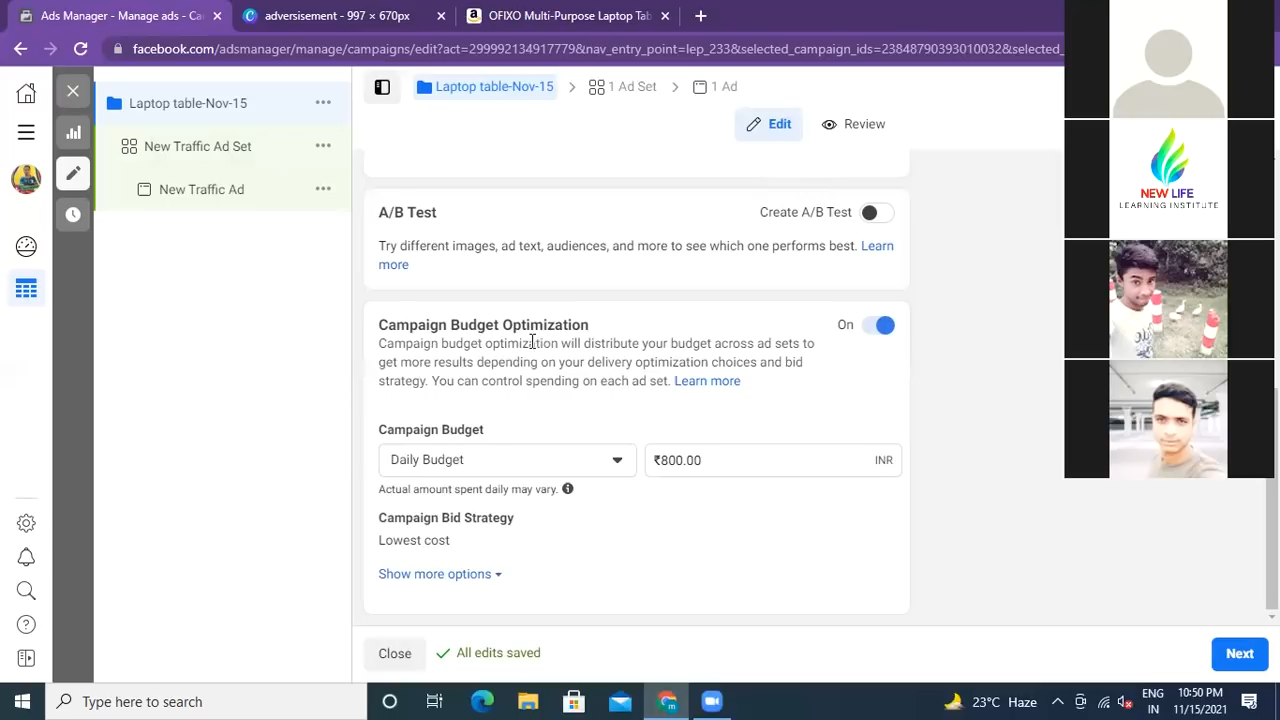 Ads Manager - Manage ads - Cam
adversisement - 997 × 670px
OFIXO Multi-Purpose Laptop Tab
facebook.com/adsmanager/manage/campaigns/edit?act=299992134917779&nav_entry_point=lep_233&selected_campaign_ids=23848790393010032&selected_
Laptop table-Nov-15
New Traffic Ad Set
New Traffic Ad
Laptop table-Nov-15
1 Ad Set
1 Ad
Edit
Review
A/B Test
Create A/B Test
Try different images, ad text, audiences, and more to see which one performs best. Learn
more
Campaign Budget Optimization
On
Campaign budget optimization will distribute your budget across ad sets to
get more results depending on your delivery optimization choices and bid
strategy. You can control spending on each ad set. Learn more
Campaign Budget
Daily Budget
₹800.00
INR
Actual amount spent daily may vary.
Campaign Bid Strategy
Lowest cost
Show more options
Close
All edits saved
Next
NEW LIFE
LEARNING INSTITUTE
Type here to search
23°C Haze
ENG
IN
10:50 PM
11/15/2021